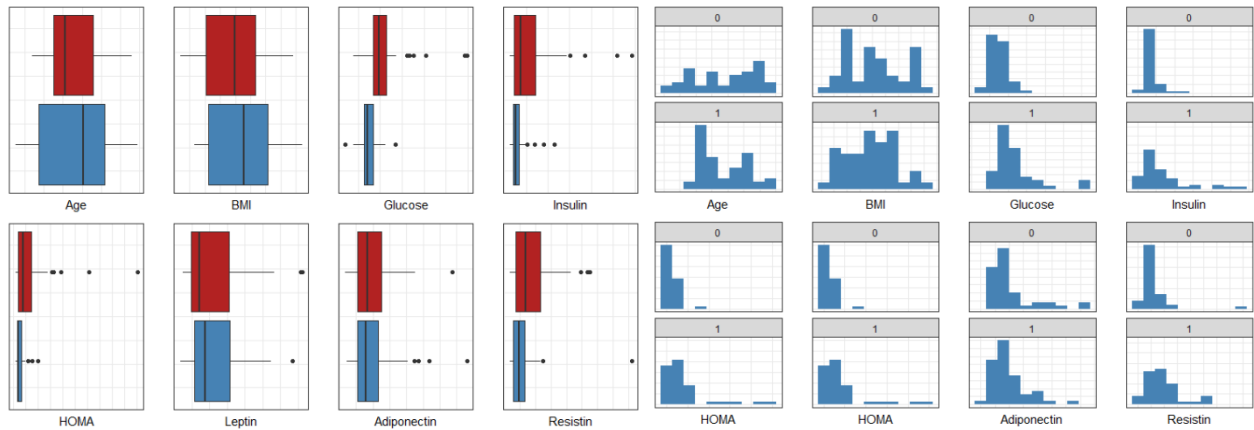 0 0 0 0
1 1 1 1
Age BMI Glucose Insulin Age BMI Glucose Insulin
0 0 0 0
1 1 1 1
HOMA Leptin Adiponectin Resistin HOMA HOMA Adiponectin Resistin